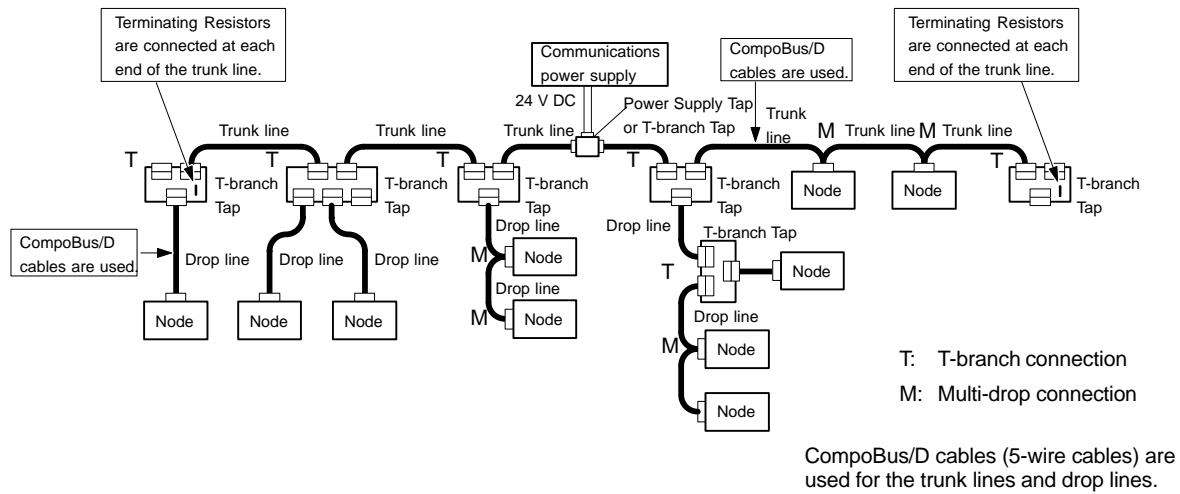 Terminating Resistors
are connected at each
end of the trunk line.
Communications
power supply
CompoBus/D
cables are used.
Terminating Resistors
are connected at each
end of the trunk line.
24 V DC
Power Supply Tap
or T-branch Tap
Trunk line
Trunk line
Trunk line
Trunk
line
M
Trunk line
M
Trunk line
T
T
T
T
T
T-branch
Tap
T-branch
Tap
T-branch
Tap
T-branch
Tap
Node
Node
T-branch
Tap
CompoBus/D
cables are used.
Drop line
Drop line
Drop line
Drop line
M
Node
Drop line
M
Node
Drop line
T-branch Tap
T
Node
Drop line
M
Node
Node
Node
Node
Node
T: T-branch connection
M: Multi-drop connection
CompoBus/D cables (5-wire cables) are
used for the trunk lines and drop lines.